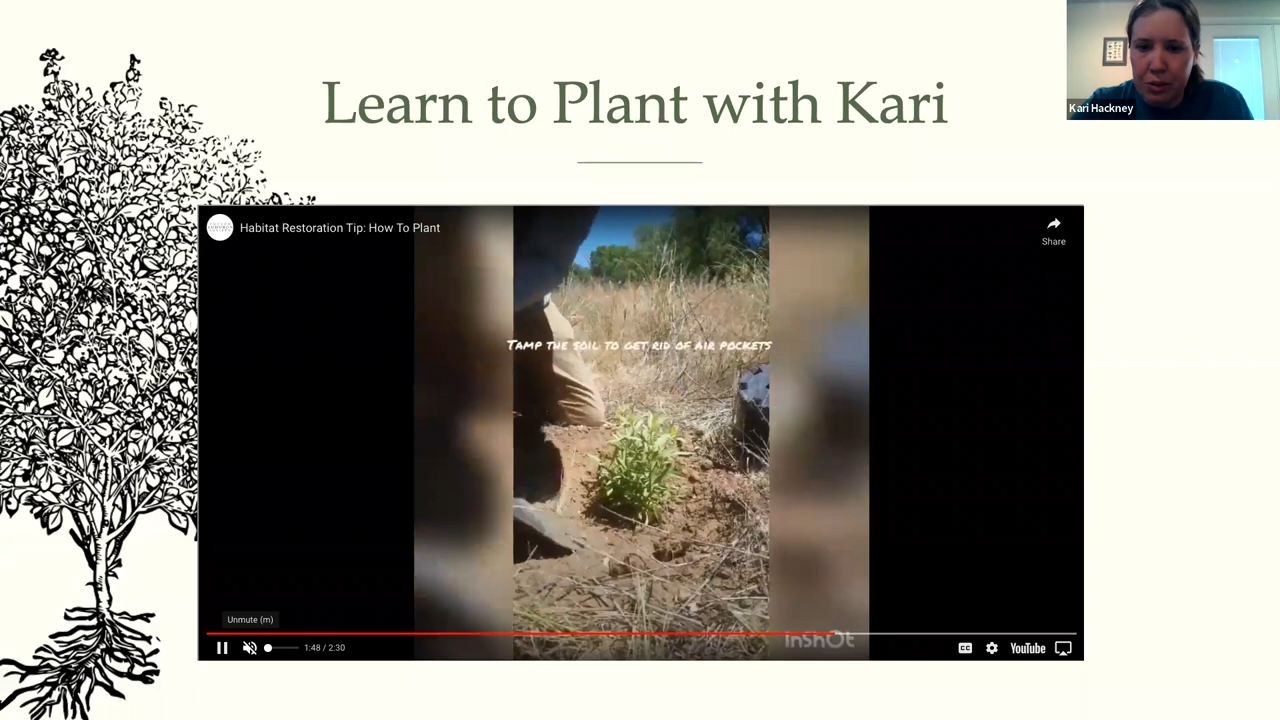 Learn to Plant with Kari
Kari Hackney
Habitat Restoration Tip: How To Plant
Share
TAMP THE SOIL TO GET RID OF AIR POCKETS
Unmute (m)
InShOt
1:48 / 2:30
CC
YouTube